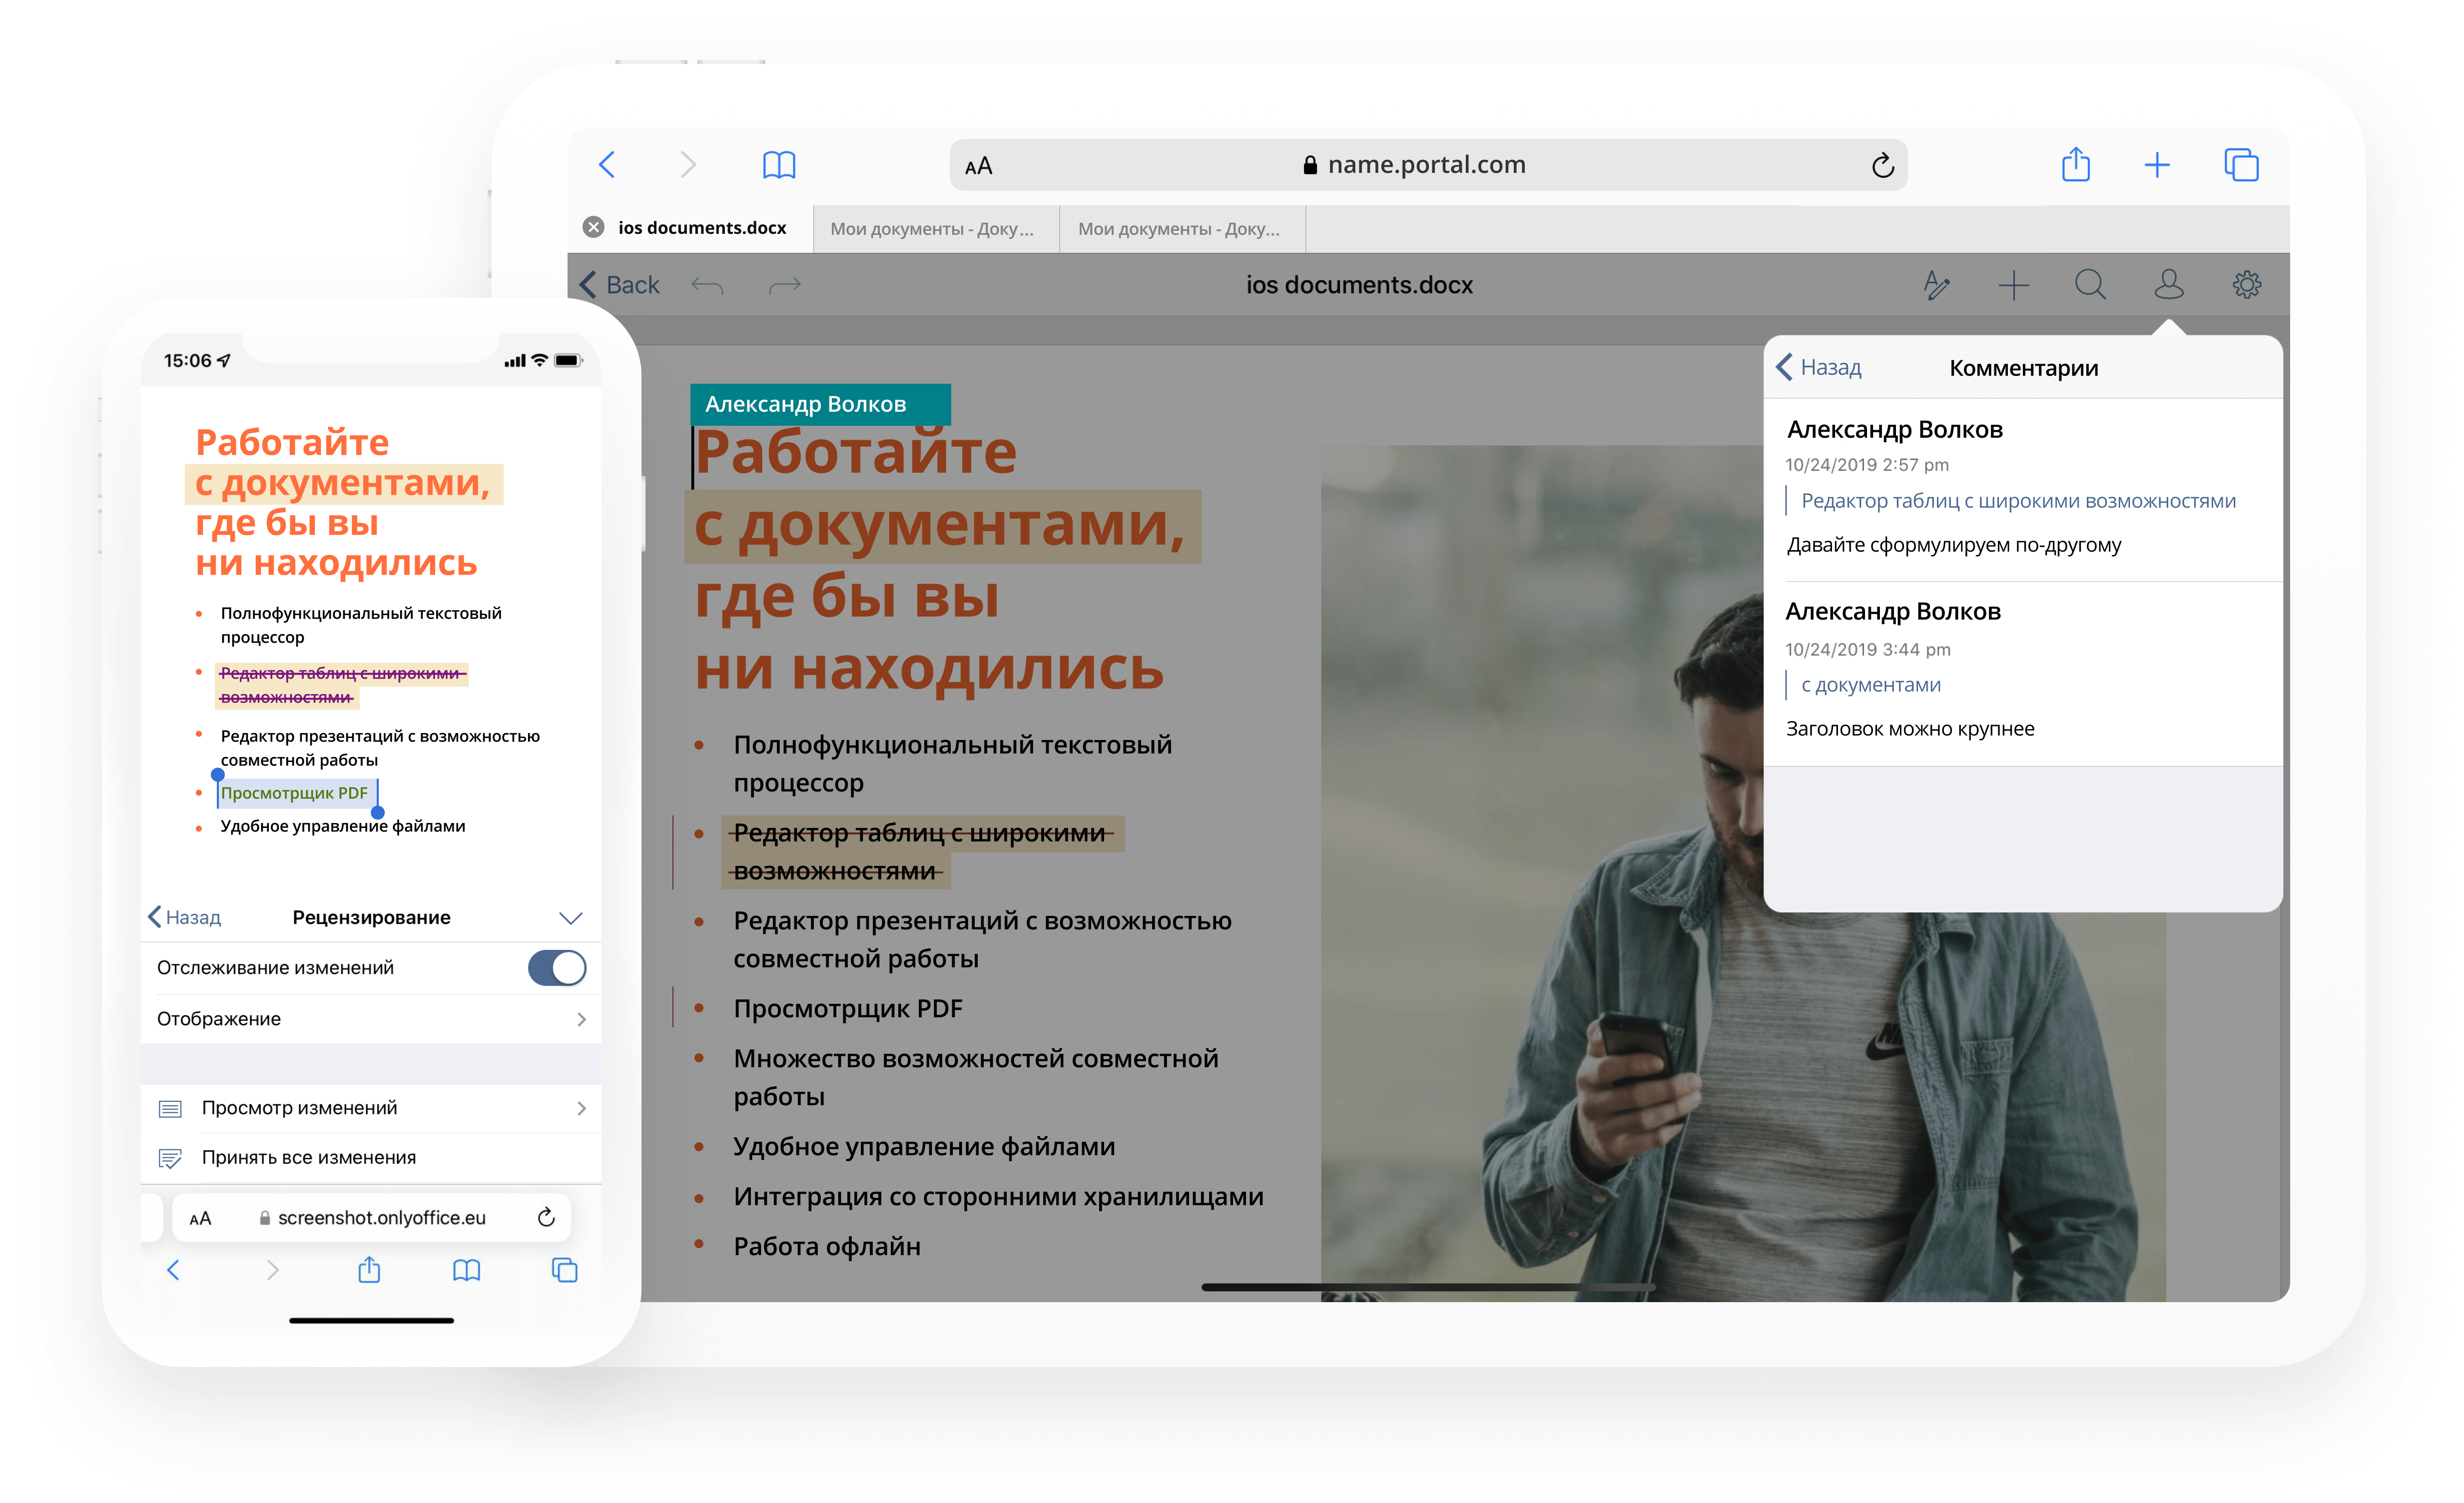 AA
name.portal.com
ios documents.docx
Мои документы - Доку...
Мои документы - Доку...
Back
ios documents.docx
Александр Волков
Работайте
с документами,
где бы вы
ни находились
Полнофункциональный текстовый
процессор
Редактор таблиц с широкими
возможностями
Редактор презентаций с возможностью
совместной работы
Просмотрщик PDF
Множество возможностей совместной
работы
Удобное управление файлами
Интеграция со сторонними хранилищами
Работа офлайн
Назад
Комментарии
Александр Волков
10/24/2019 2:57 pm
Редактор таблиц с широкими возможностями
Давайте сформулируем по-другому
Александр Волков
10/24/2019 3:44 pm
с документами
Заголовок можно крупнее
15:06
Работайте
с документами,
где бы вы
ни находились
Полнофункциональный текстовый
процессор
Редактор таблиц с широкими
возможностями
Редактор презентаций с возможностью
совместной работы
Просмотрщик PDF
Удобное управление файлами
Назад
Рецензирование
Отслеживание изменений
Отображение
Просмотр изменений
Принять все изменения
AA
screenshot.onlyoffice.eu